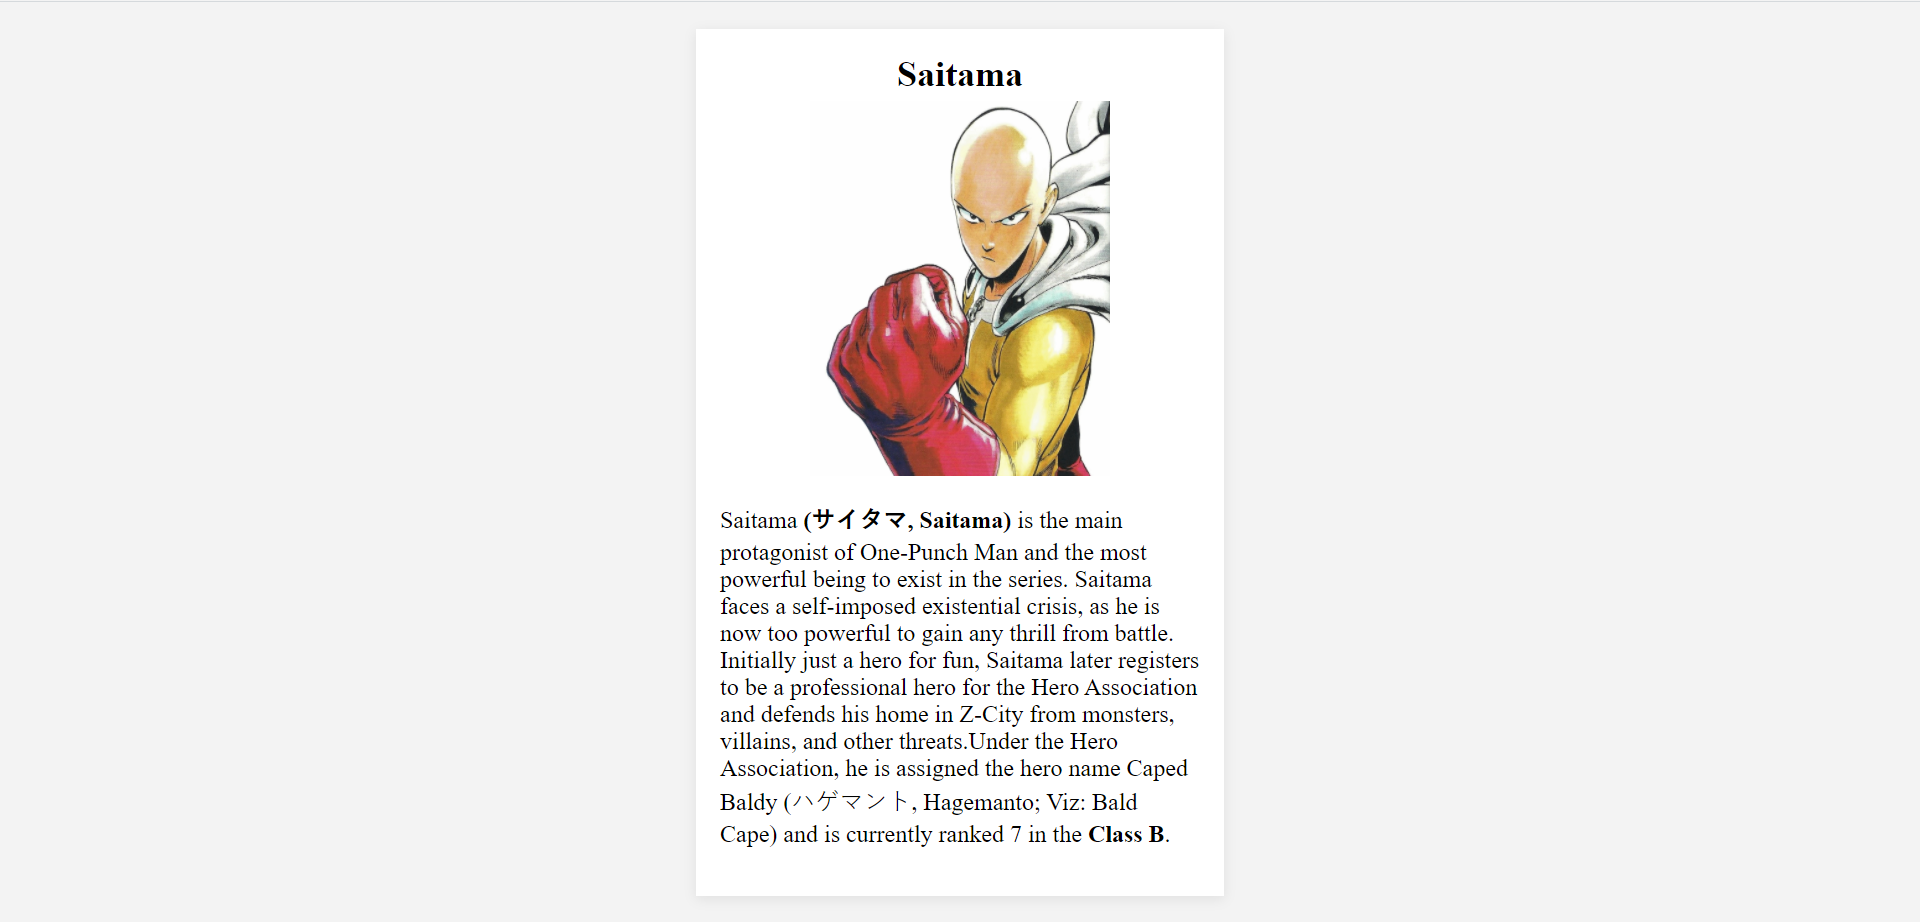 Saitama
Saitama (サイタマ, Saitama) is the main
protagonist of One-Punch Man and the most
powerful being to exist in the series. Saitama
faces a self-imposed existential crisis, as he is
now too powerful to gain any thrill from battle.
Initially just a hero for fun, Saitama later registers
to be a professional hero for the Hero Association
and defends his home in Z-City from monsters,
villains, and other threats.Under the Hero
Association, he is assigned the hero name Caped
Baldy (ハゲマント, Hagemanto; Viz: Bald
Cape) and is currently ranked 7 in the Class B.